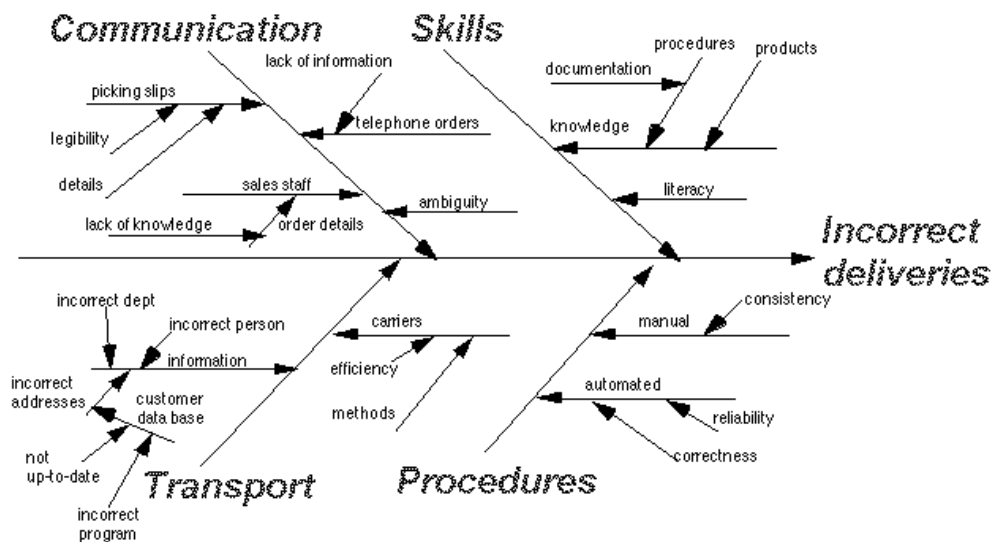 Communication
Skills
lack of information
procedures
products
documentation
picking slips
telephone orders
knowledge
legibility
details
sales staff
ambiguity
literacy
lack of knowledge
order details
Incorrect
deliveries
incorrect dept
incorrect person
carriers
consistency
manual
information
efficiency
incorrect
addresses
customer
data base
automated
methods
reliability
not
up-to-date
correctness
Transport
Procedures
incorrect
program